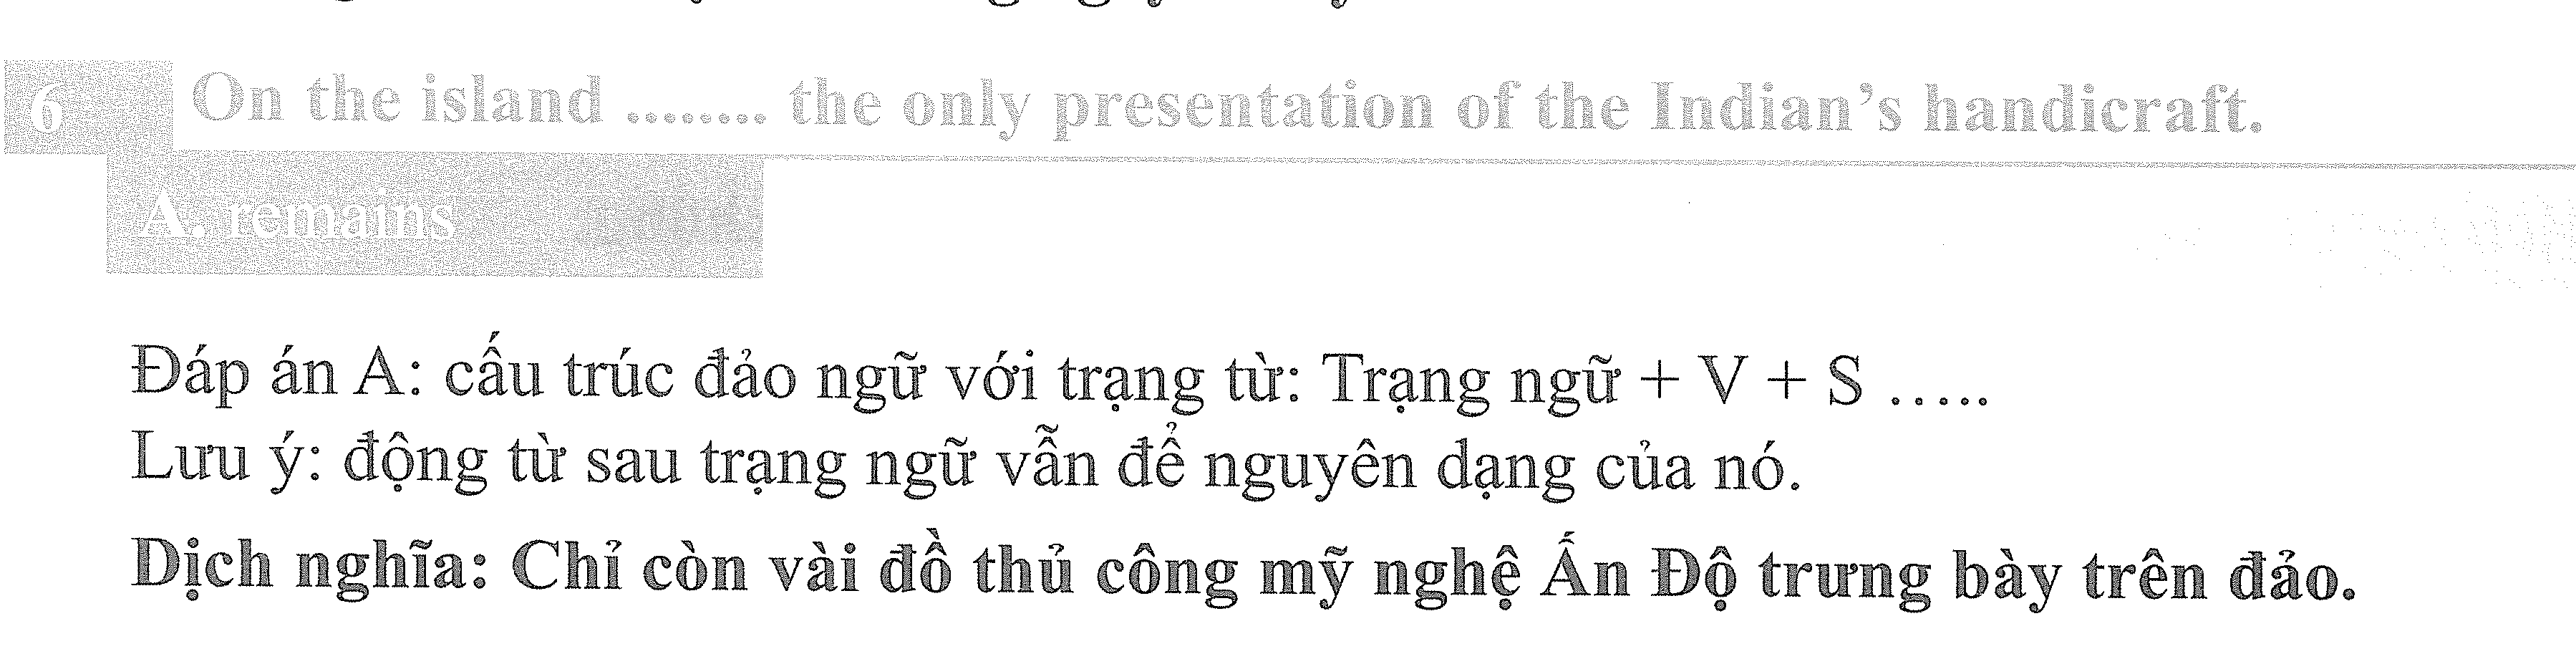 6 On the island ........ the only presentation of the Indian's handicraft.
A. remains
Đáp án A: cấu trúc đảo ngữ với trạng từ: Trạng ngữ + V + S .....
Lưu ý: động từ sau trạng ngữ vẫn để nguyên dạng của nó.
Dịch nghĩa: Chỉ còn vài đồ thủ công mỹ nghệ Ấn Độ trưng bày trên đảo.